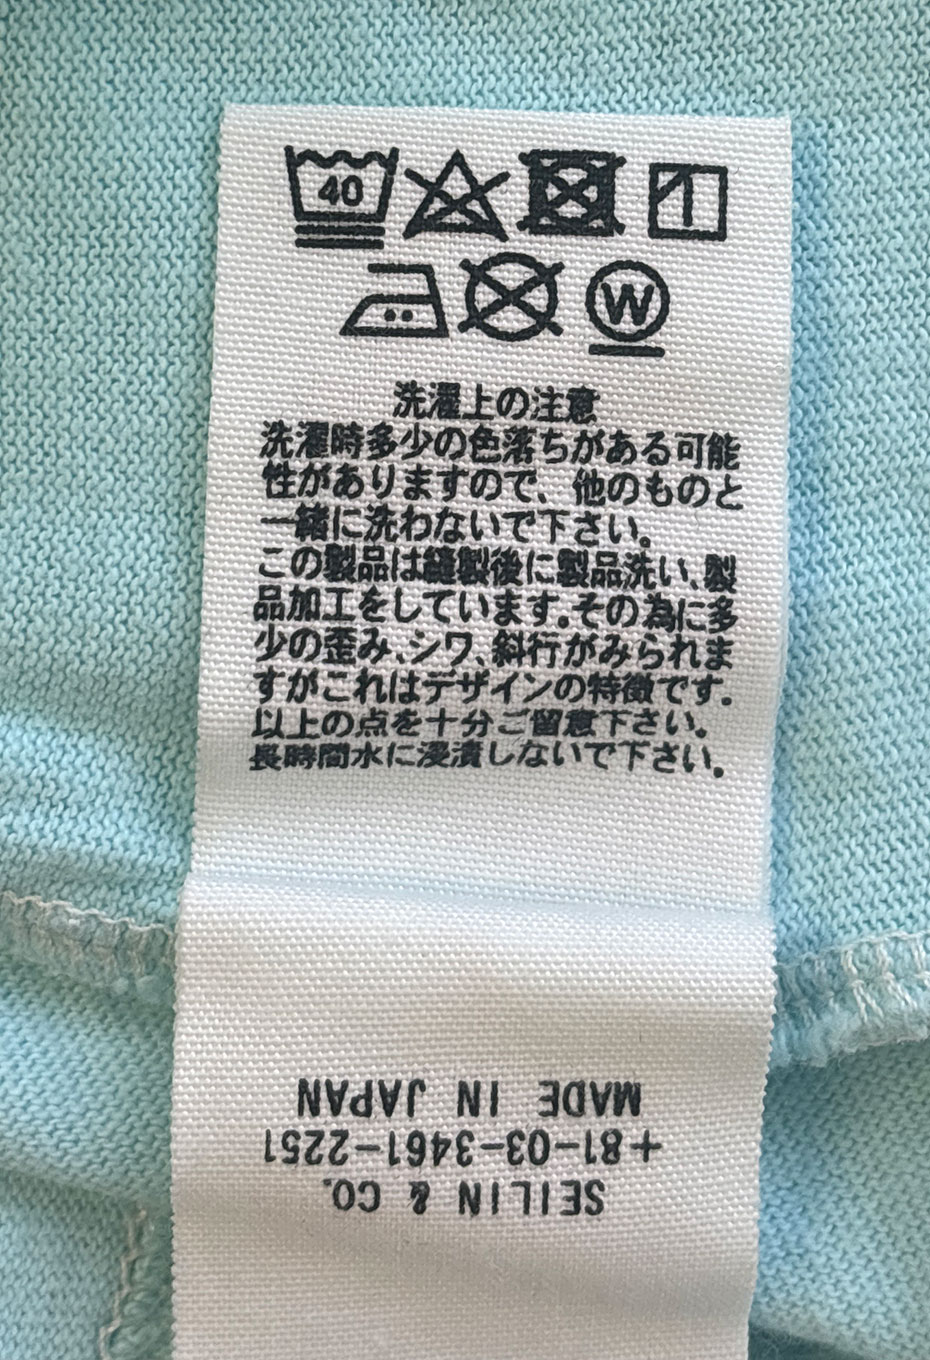 40
W
洗濯上の注意
洗濯時多少の色落ちがある可能
性がありますので、他のものと
一緒に洗わないで下さい。
この製品は縫製後に製品洗い、製
品加工をしています。その為に多
少の歪み、シワ、斜行がみられま
すがこれはデザインの特徴です。
以上の点を十分ご留意下さい。
長時間水に浸漬しないで下さい。
SEILIN & CO.
+81-03-3461-2251
MADE IN JAPAN